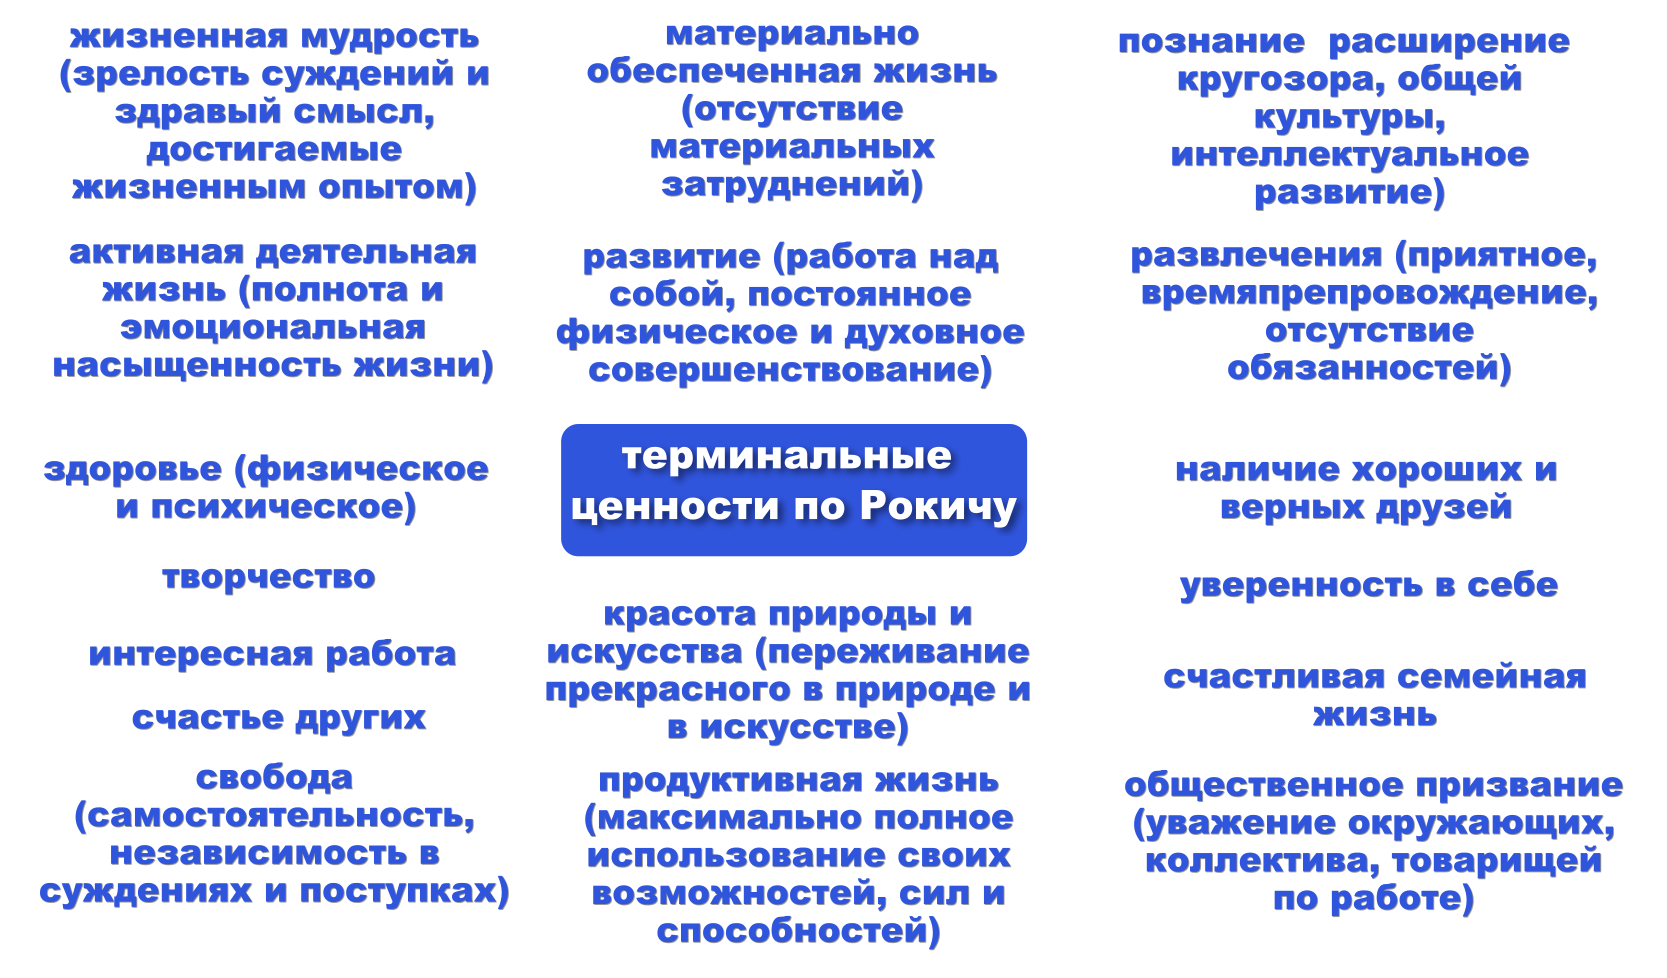 жизненная мудрость
(зрелость суждений и
здравый смысл,
достигаемые
жизненным опытом)
материально
обеспеченная жизнь
(отсутствие
материальных
затруднений)
познание  расширение
кругозора, общей
культуры,
интеллектуальное
развитие)
активная деятельная
жизнь (полнота и
эмоциональная
насыщенность жизни)
развитие (работа над
собой, постоянное
физическое и духовное
совершенствование)
развлечения (приятное,
времяпрепровождение,
отсутствие
обязанностей)
здоровье (физическое
и психическое)
терминальные
ценности по Рокичу
наличие хороших и
верных друзей
творчество
уверенность в себе
интересная работа
красота природы и
искусства (переживание
прекрасного в природе и
в искусстве)
счастливая семейная
жизнь
счастье других
свобода
(самостоятельность,
независимость в
суждениях и поступках)
продуктивная жизнь
(максимально полное
использование своих
возможностей, сил и
способностей)
общественное призвание
(уважение окружающих,
коллектива, товарищей
по работе)